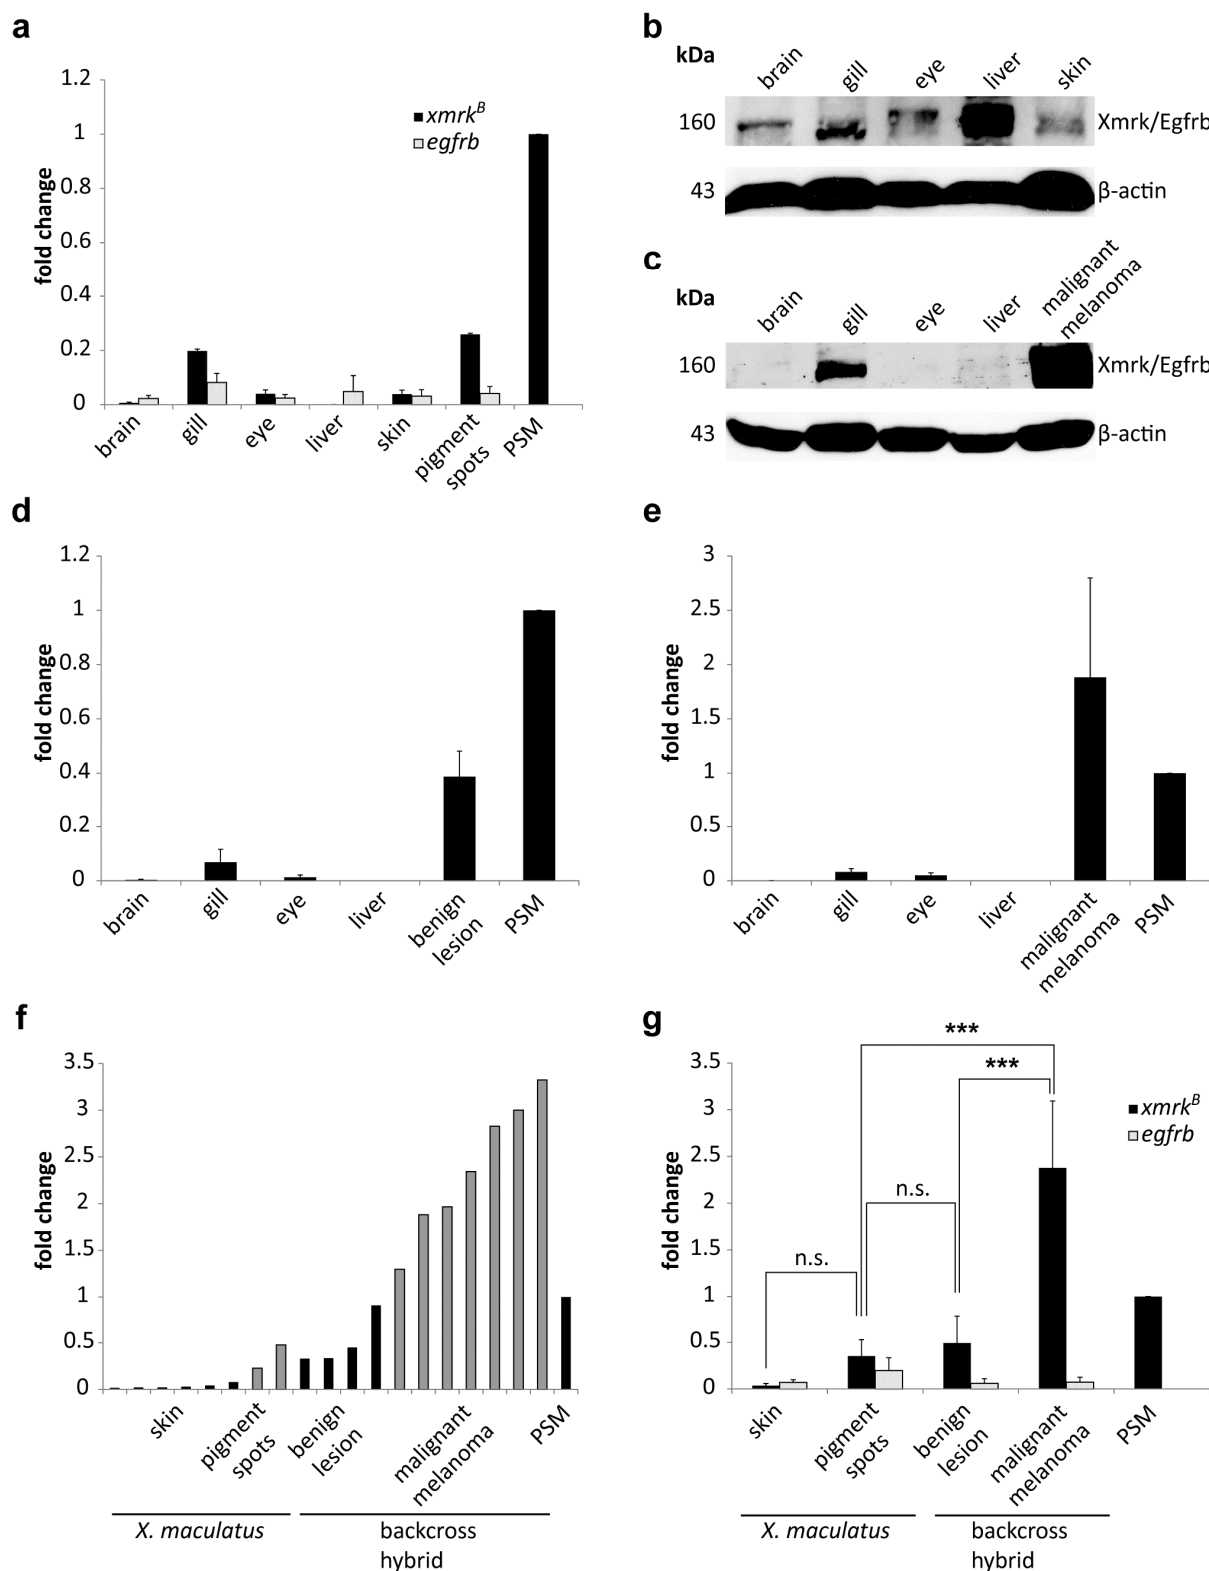 a
1.2
1
0.8
0.6
0.4
0.2
0
fold change
xmrkᴮ
egfrb
brain
gill
eye
liver
skin
pigment
spots
PSM
b
kDa
brain
gill
eye
liver
skin
160
Xmrk/Egfrb
43
β-actin
c
kDa
brain
gill
eye
liver
malignant
melanoma
160
Xmrk/Egfrb
43
β-actin
d
1.2
1
0.8
0.6
0.4
0.2
0
fold change
brain
gill
eye
liver
benign
lesion
PSM
e
3
2.5
2
1.5
1
0.5
0
fold change
brain
gill
eye
liver
malignant
melanoma
PSM
f
3.5
3
2.5
2
1.5
1
0.5
0
fold change
skin
pigment
spots
benign
lesion
malignant
melanoma
PSM
X. maculatus
backcross
hybrid
g
3.5
3
2.5
2
1.5
1
0.5
0
fold change
***
***
n.s.
n.s.
xmrkᴮ
egfrb
skin
pigment
spots
benign
lesion
malignant
melanoma
PSM
X. maculatus
backcross
hybrid